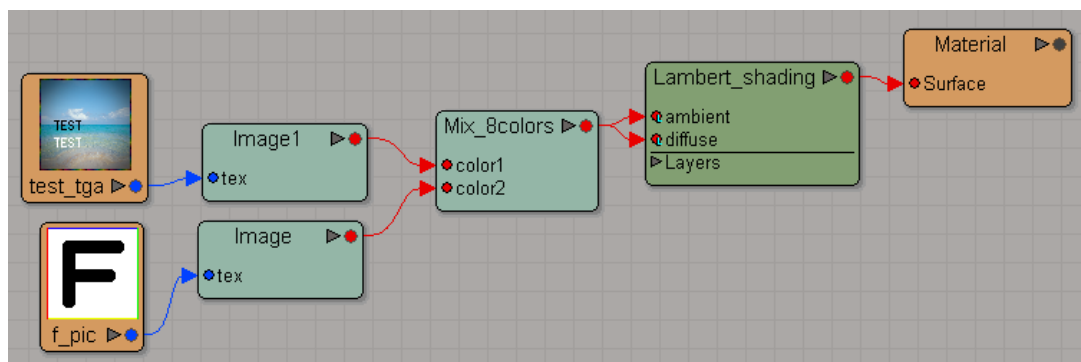 TEST
TEST
test_tga
F
f_pic
Image1
tex
Image
tex
Mix_8colors
color1
color2
Lambert_shading
ambient
diffuse
Layers
Material
Surface